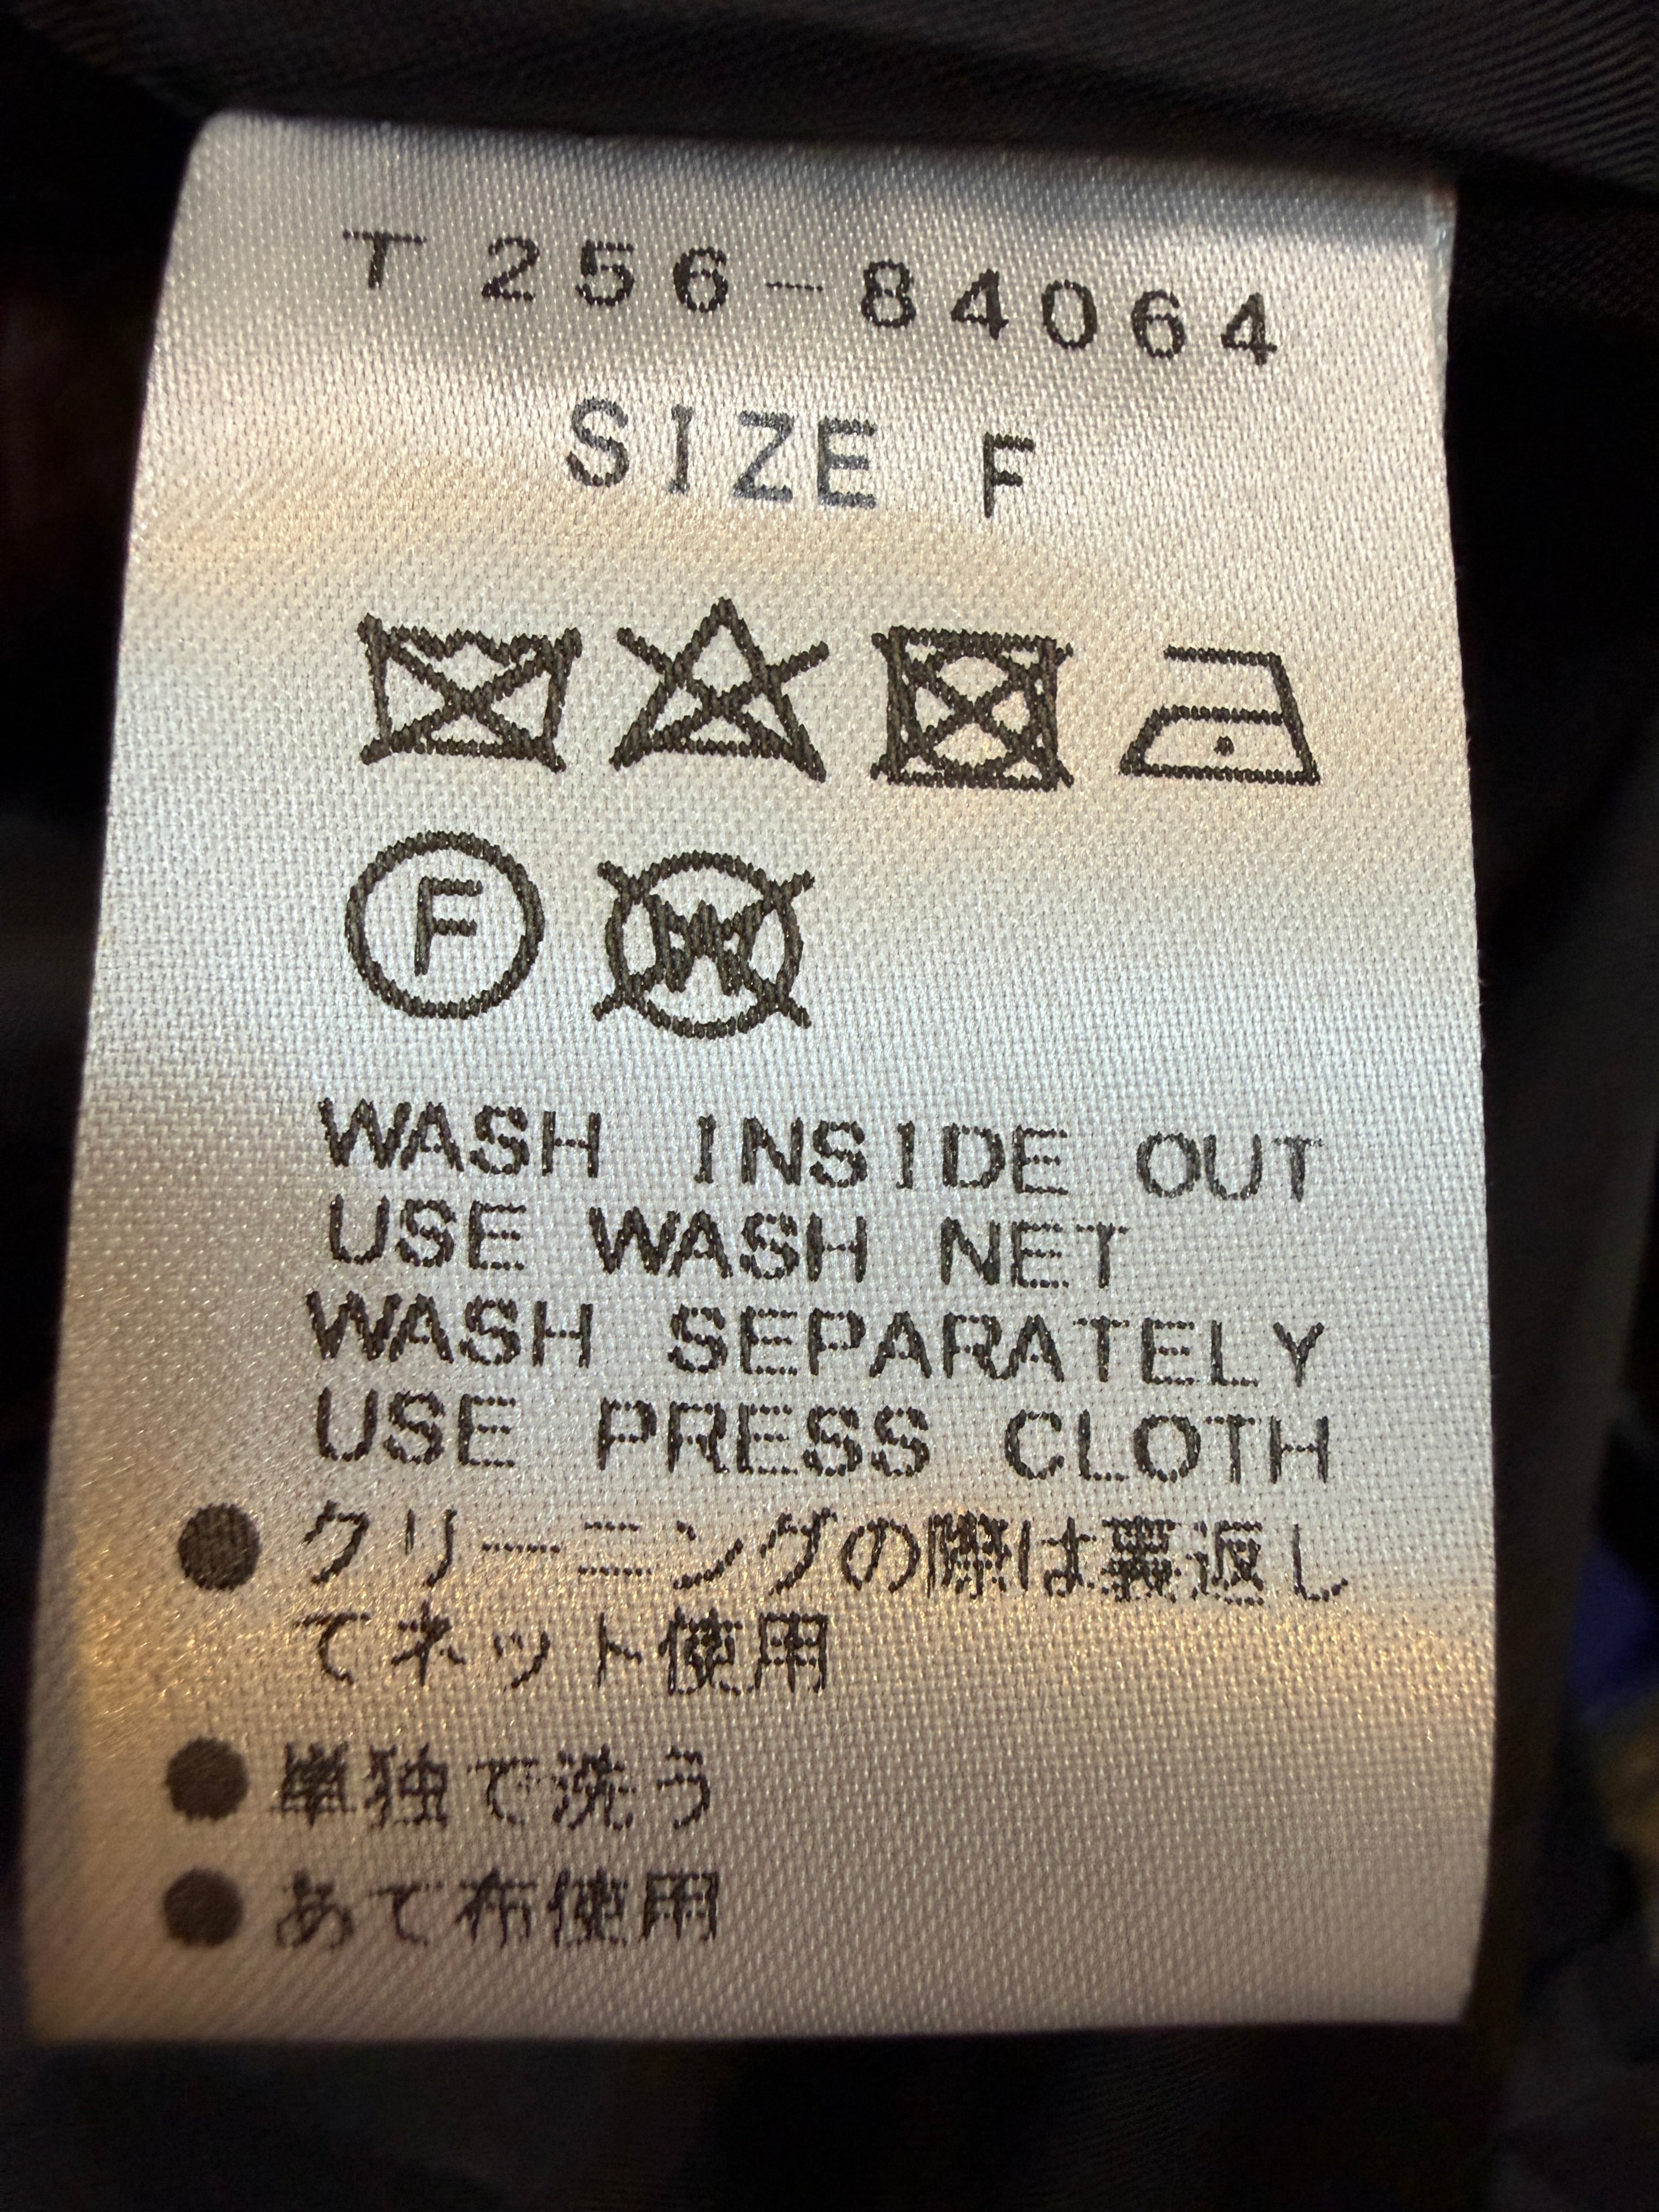 T256-84064
SIZE F
F W
WASH INSIDE OUT
USE WASH NET
WASH SEPARATELY
USE PRESS CLOTH
●クリーニングの際は裏返し
てネット使用
●単独で洗う
●あて布使用